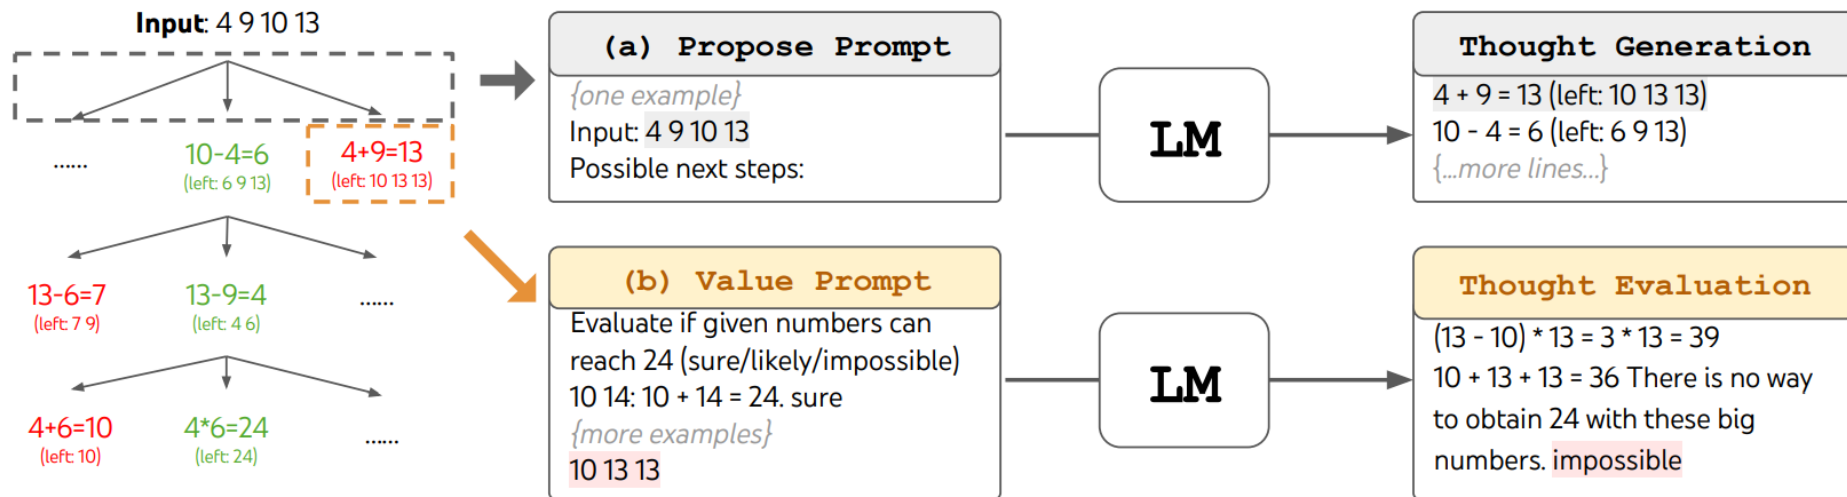 Input: 4 9 10 13
......
10-4=6
(left: 6 9 13)
4+9=13
(left: 10 13 13)
13-6=7
(left: 7 9)
13-9=4
(left: 4 6)
......
4+6=10
(left: 10)
4*6=24
(left: 24)
......
(a) Propose Prompt
{one example}
Input: 4 9 10 13
Possible next steps:
LM
Thought Generation
4 + 9 = 13 (left: 10 13 13)
10 - 4 = 6 (left: 6 9 13)
{...more lines...}
(b) Value Prompt
Evaluate if given numbers can
reach 24 (sure/likely/impossible)
10 14: 10 + 14 = 24. sure
{more examples}
10 13 13
LM
Thought Evaluation
(13 - 10) * 13 = 3 * 13 = 39
10 + 13 + 13 = 36 There is no way
to obtain 24 with these big
numbers. impossible